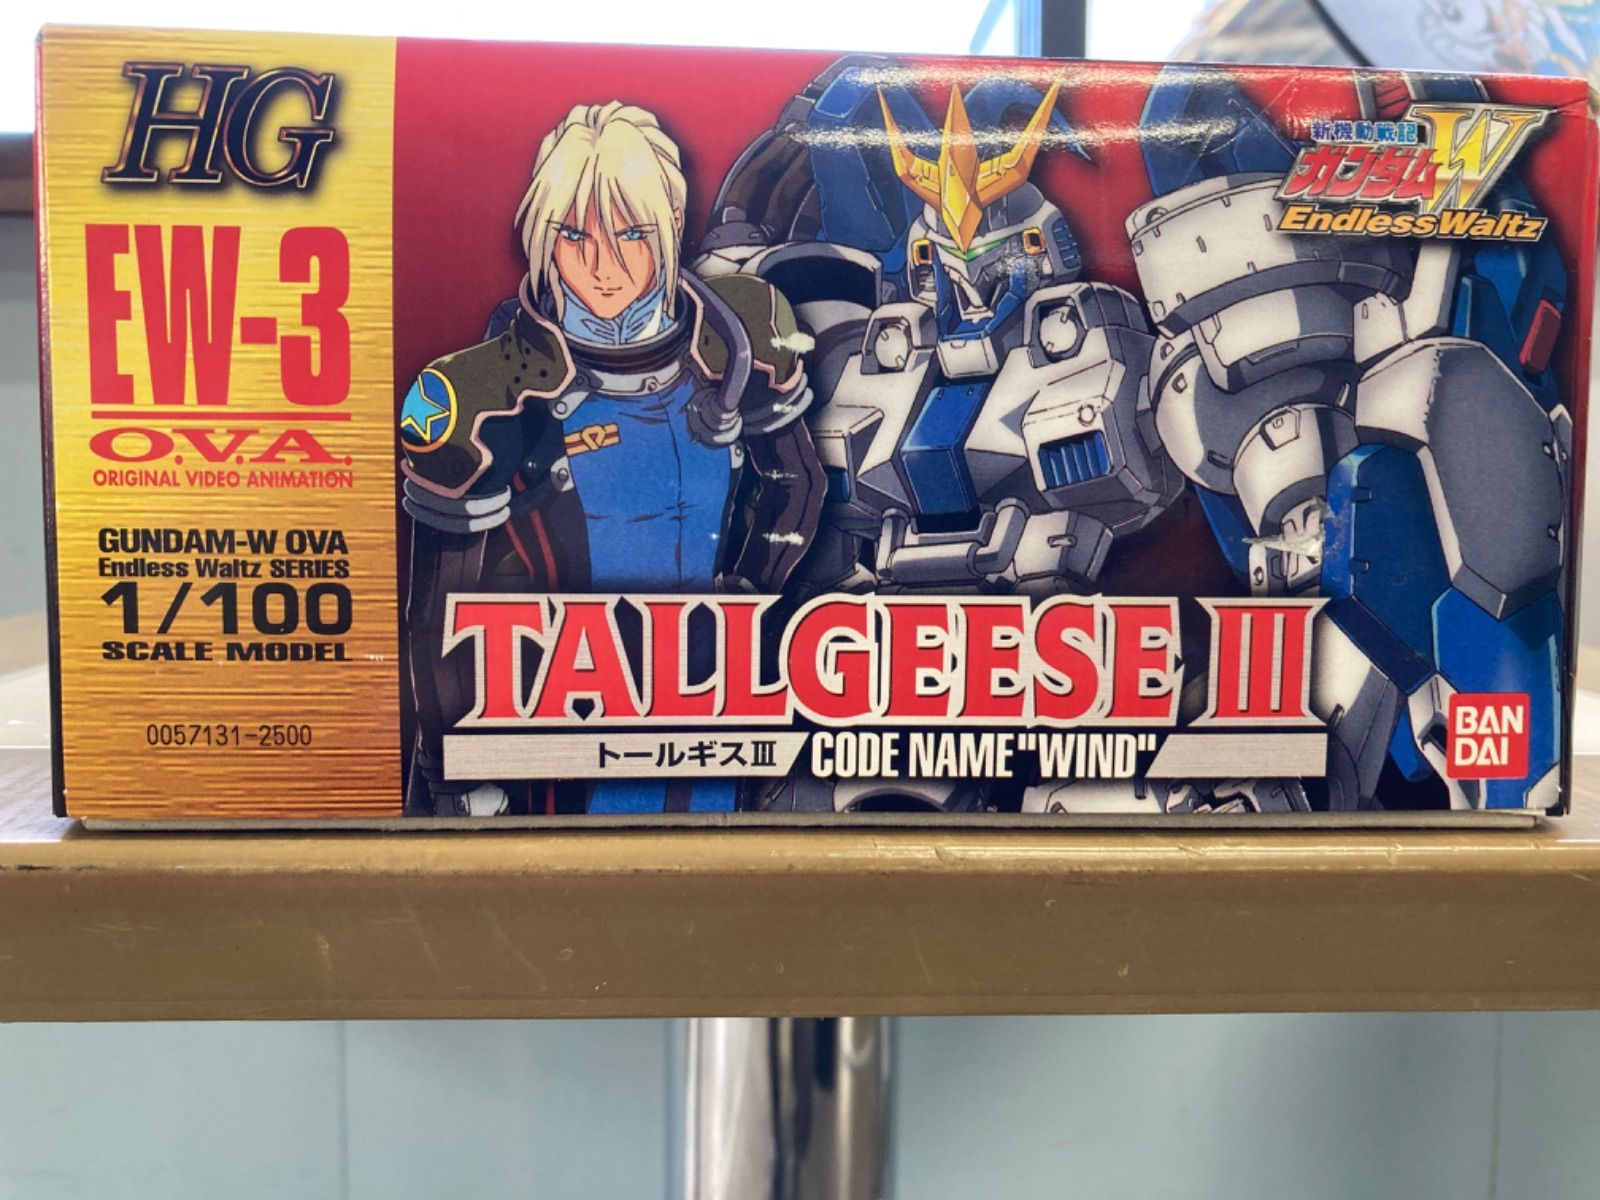 HG
EW-3
O.V.A.
ORIGINAL VIDEO ANIMATION
GUNDAM-W OVA
Endless Waltz SERIES
1/100
SCALE MODEL
0057131-2500
新機動戦記
ガンダムW
Endless Waltz
TALLGEESE III
トールギスIII
CODE NAME "WIND"
BAN
DAI